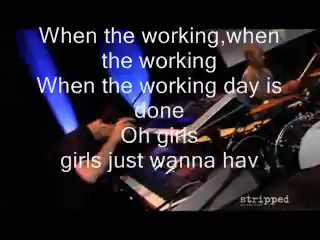 When the working,when
the working
When the working day is
done
Oh girls
girls just wanna hav
stripped